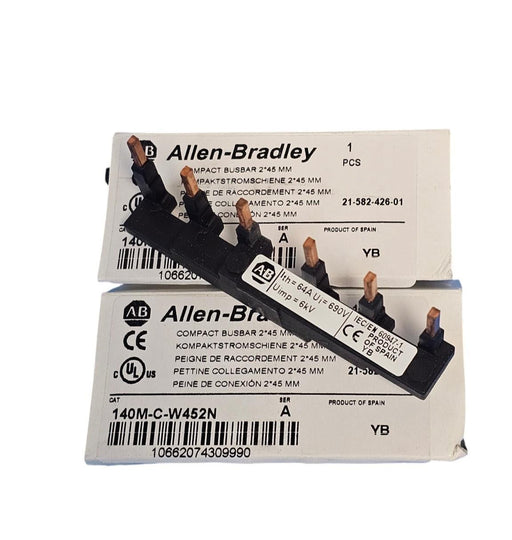 AB Allen-Bradley 1
PCS
COMPACT BUSBAR 2*45 MM
KOMPAKTSTROMSCHIENE 2*45 MM
PEIGNE DE RACCORDEMENT 2*45 MM
COLLEGAMENTO 2*45 MM 21-582-426-01
DE 2*45 MM
CAT SER PRODUCT OF SPAIN
A
YB
AB
Ith= 64A Ui= 690V
Uimp= 6kV
IEC/EN 60947-1
CE PRODUCT
OF SPAIN
YB
AB Allen-Bradley
COMPACT BUSBAR 2*45 MM
KOMPAKTSTROMSCHIENE 2*45 MM
CE PEIGNE DE RACCORDEMENT 2*45 MM
PETTINE COLLEGAMENTO 2*45 MM
c UL US PEINE DE CONEXIÓN 2*45 MM
CAT SER PRODUCT OF SPAIN
140M-C-W452N A
YB
10662074309990